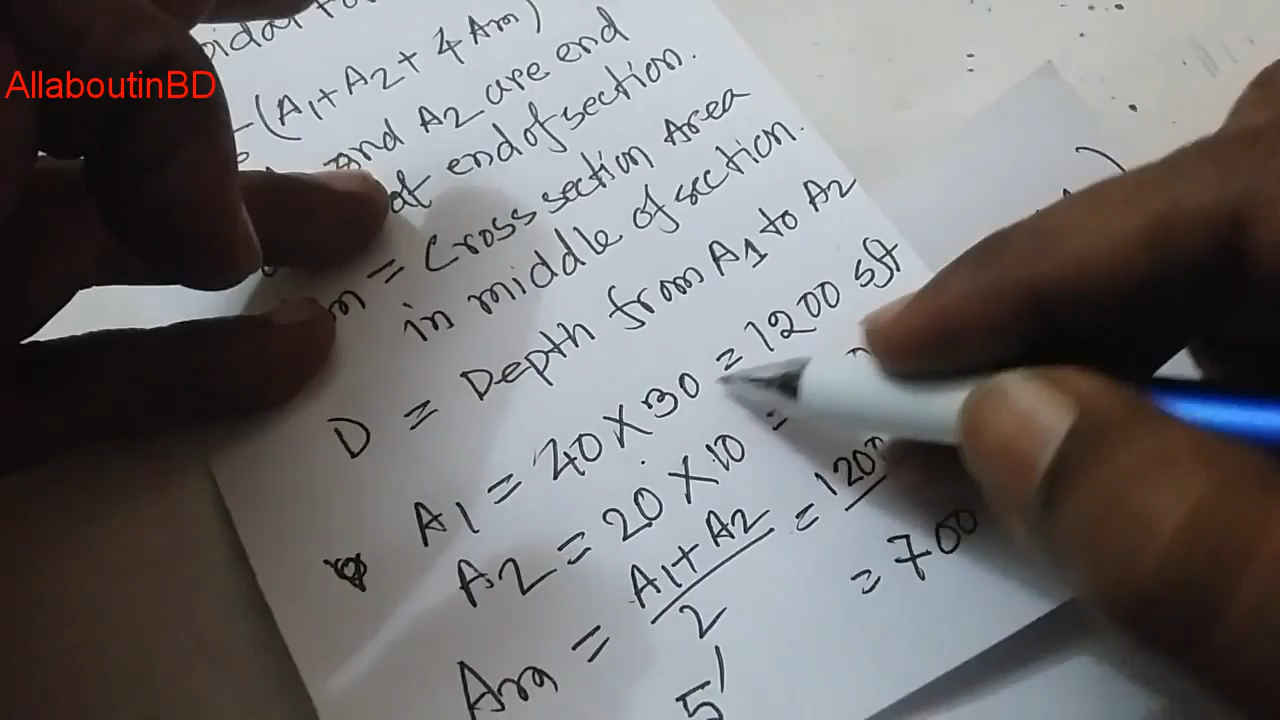 AllaboutinBD
(A1+A2+4Am)
and A2 are end
at end of section.
m = Cross section Area
in middle of section.
D = Depth from A1 to A2
A1 = 40 X 30 = 1200 sft
A2 = 20 X 10 =
Am = A1+A2 / 2 = 120
= 700
5'